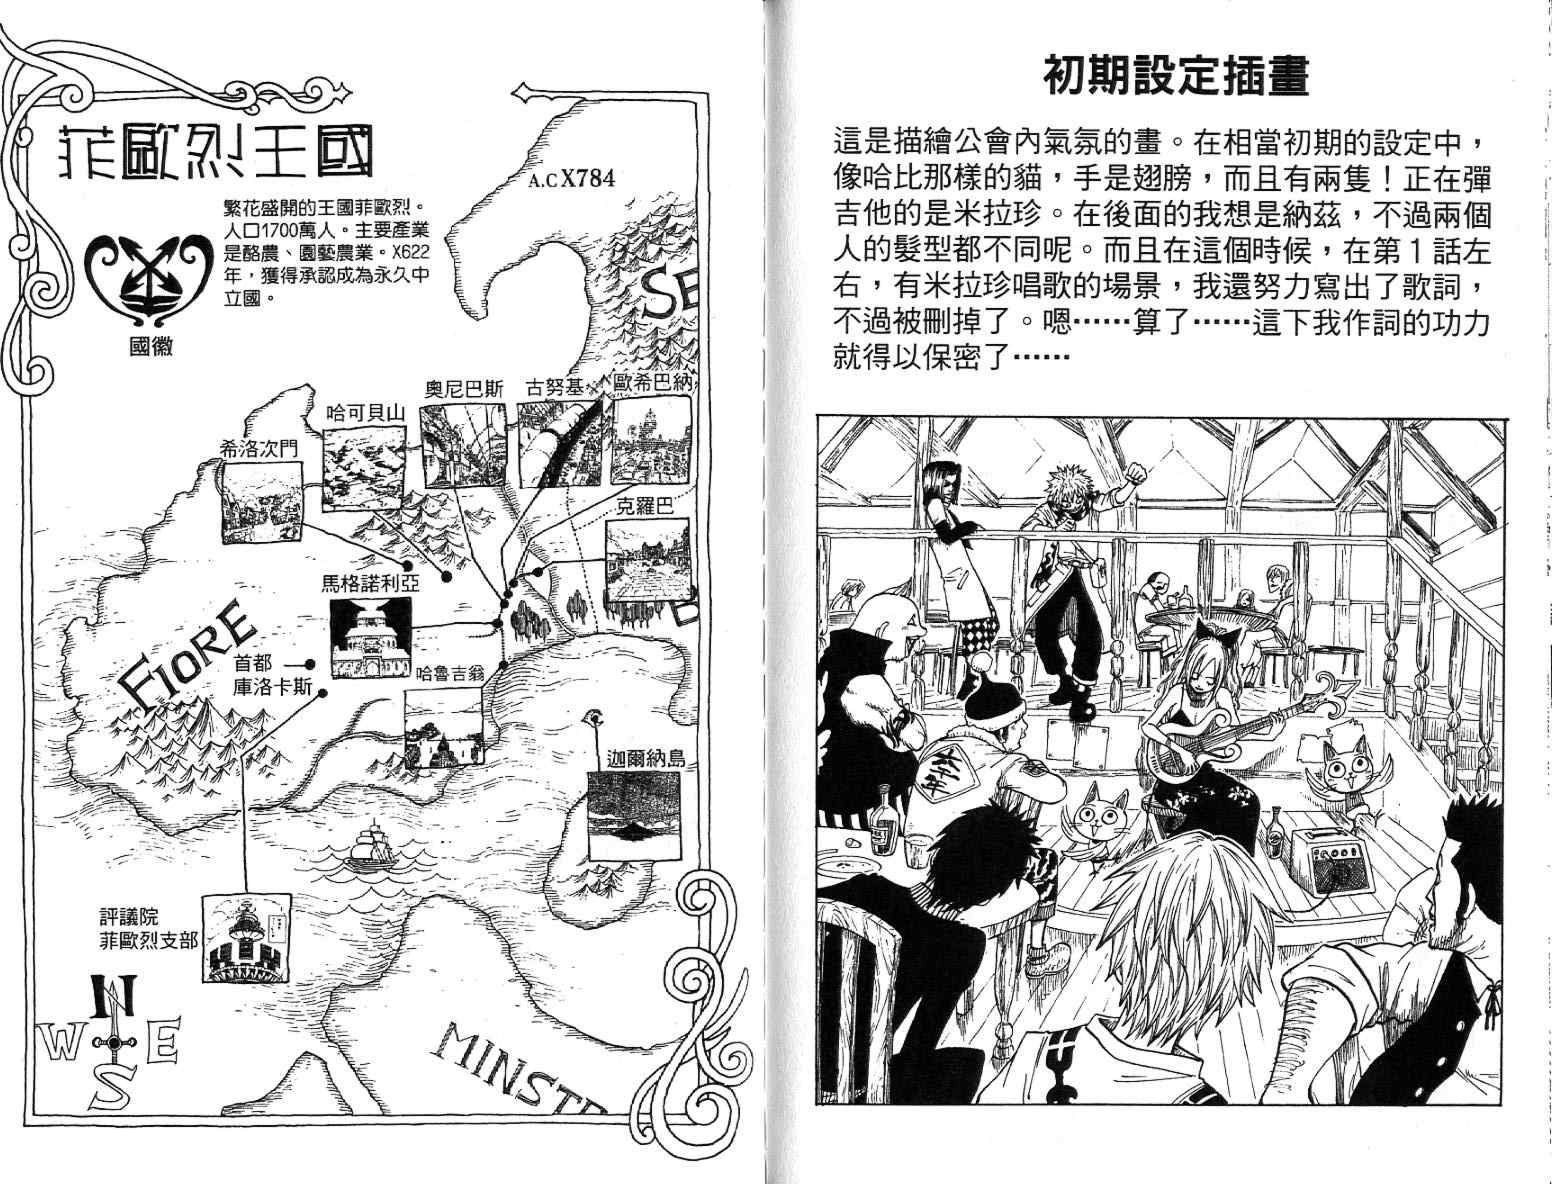 菲歐烈王國
A.C X784
繁花盛開的王國菲歐烈。
人口1700萬人。主要產業
是酪農、園藝農業。X622
年，獲得承認成為永久中
立國。
國徽
奧尼巴斯
古努基
歐希巴納
哈可貝山
希洛次門
克羅巴
馬格諾利亞
FIORE
首都
庫洛卡斯
哈魯吉翁
迦爾納島
評議院
菲歐烈支部
N
W
E
S
MINST
SE
初期設定插畫
這是描繪公會內氣氛的畫。在相當初期的設定中，
像哈比那樣的貓，手是翅膀，而且有兩隻！正在彈
吉他的是米拉珍。在後面的我想是納茲，不過兩個
人的髮型都不同呢。而且在這個時候，在第1話左
右，有米拉珍唱歌的場景，我還努力寫出了歌詞，
不過被刪掉了。嗯⋯⋯算了⋯⋯這下我作詞的功力
就得以保密了⋯⋯